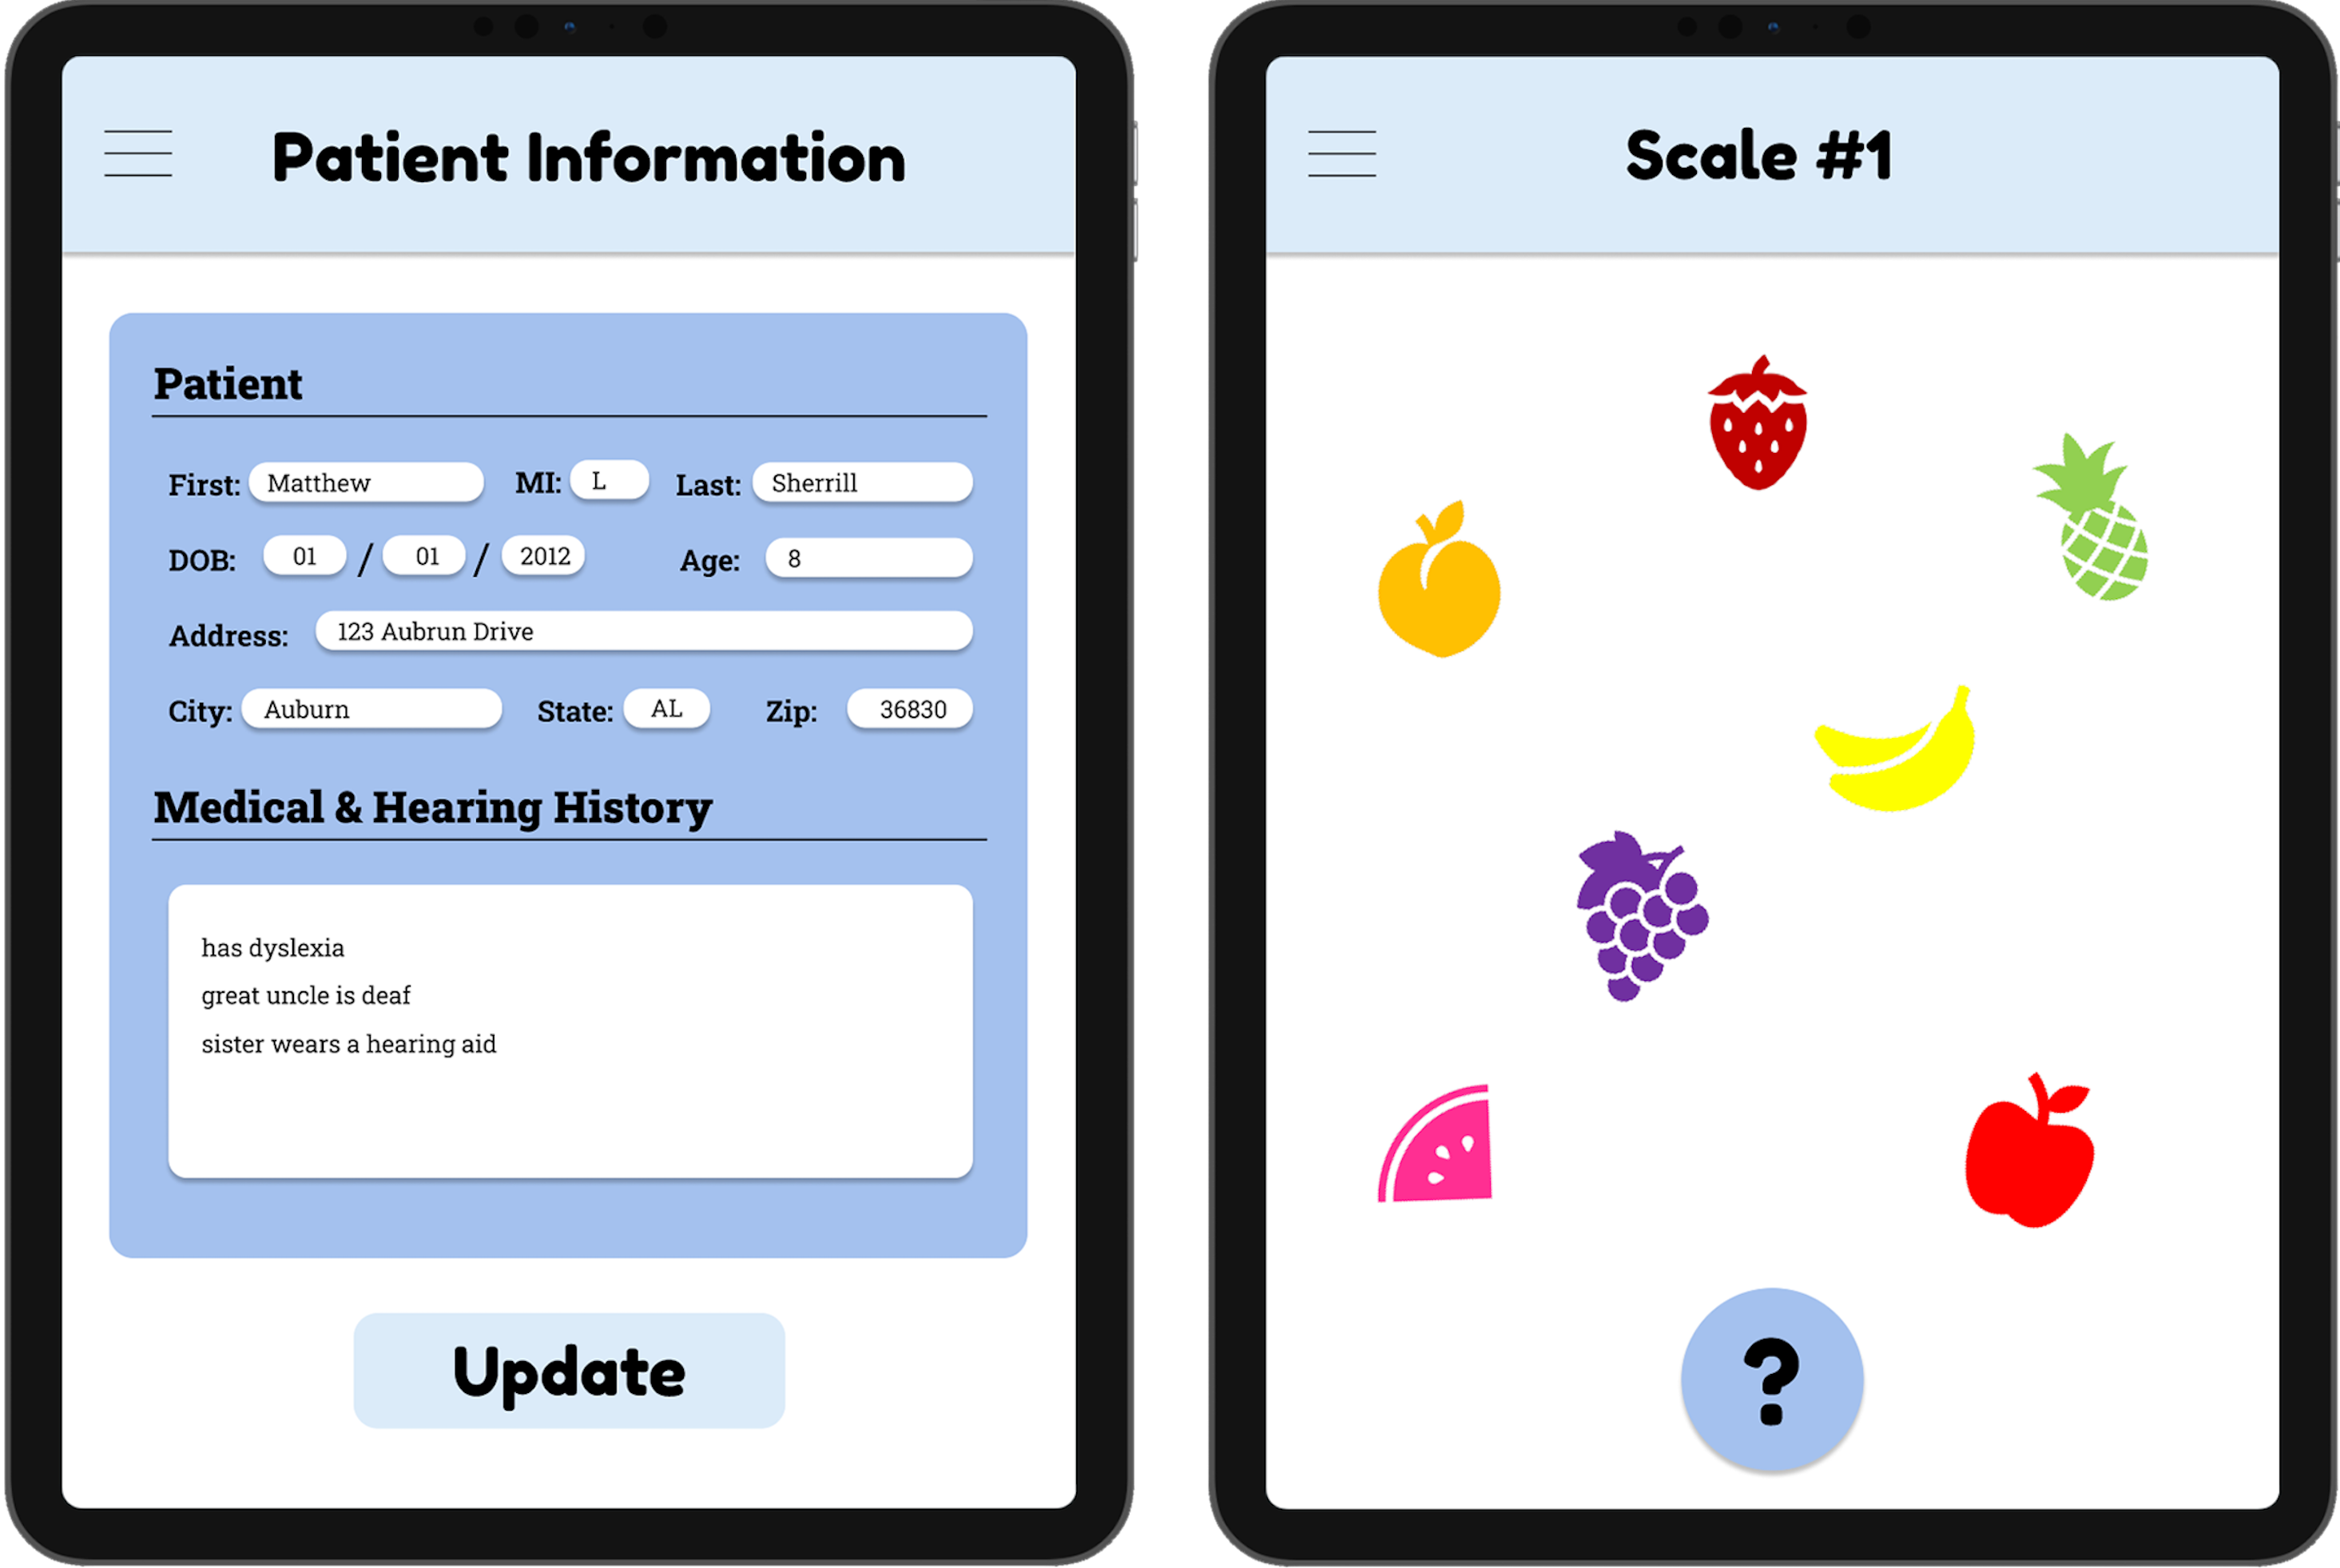 Patient Information
Patient
First: Matthew MI: L Last: Sherrill
DOB: 01 / 01 / 2012 Age: 8
Address: 123 Aubrun Drive
City: Auburn State: AL Zip: 36830
Medical & Hearing History
has dyslexia
great uncle is deaf
sister wears a hearing aid
Update
Scale #1
?